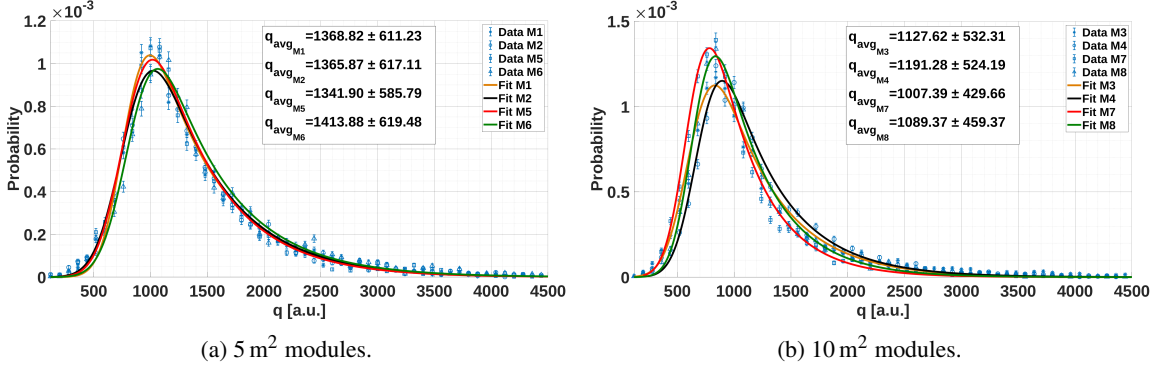 1.2 ×10⁻³
1
0.8
0.6
0.4
0.2
0
Probability
500 1000 1500 2000 2500 3000 3500 4000 4500
q [a.u.]
q_avg_M1=1368.82 ± 611.23
q_avg_M2=1365.87 ± 617.11
q_avg_M5=1341.90 ± 585.79
q_avg_M6=1413.88 ± 619.48
Data M1
Data M2
Data M5
Data M6
Fit M1
Fit M2
Fit M5
Fit M6
(a) 5 m² modules.
1.5 ×10⁻³
1
0.5
0
Probability
500 1000 1500 2000 2500 3000 3500 4000 4500
q [a.u.]
q_avg_M3=1127.62 ± 532.31
q_avg_M4=1191.28 ± 524.19
q_avg_M7=1007.39 ± 429.66
q_avg_M8=1089.37 ± 459.37
Data M3
Data M4
Data M7
Data M8
Fit M3
Fit M4
Fit M7
Fit M8
(b) 10 m² modules.